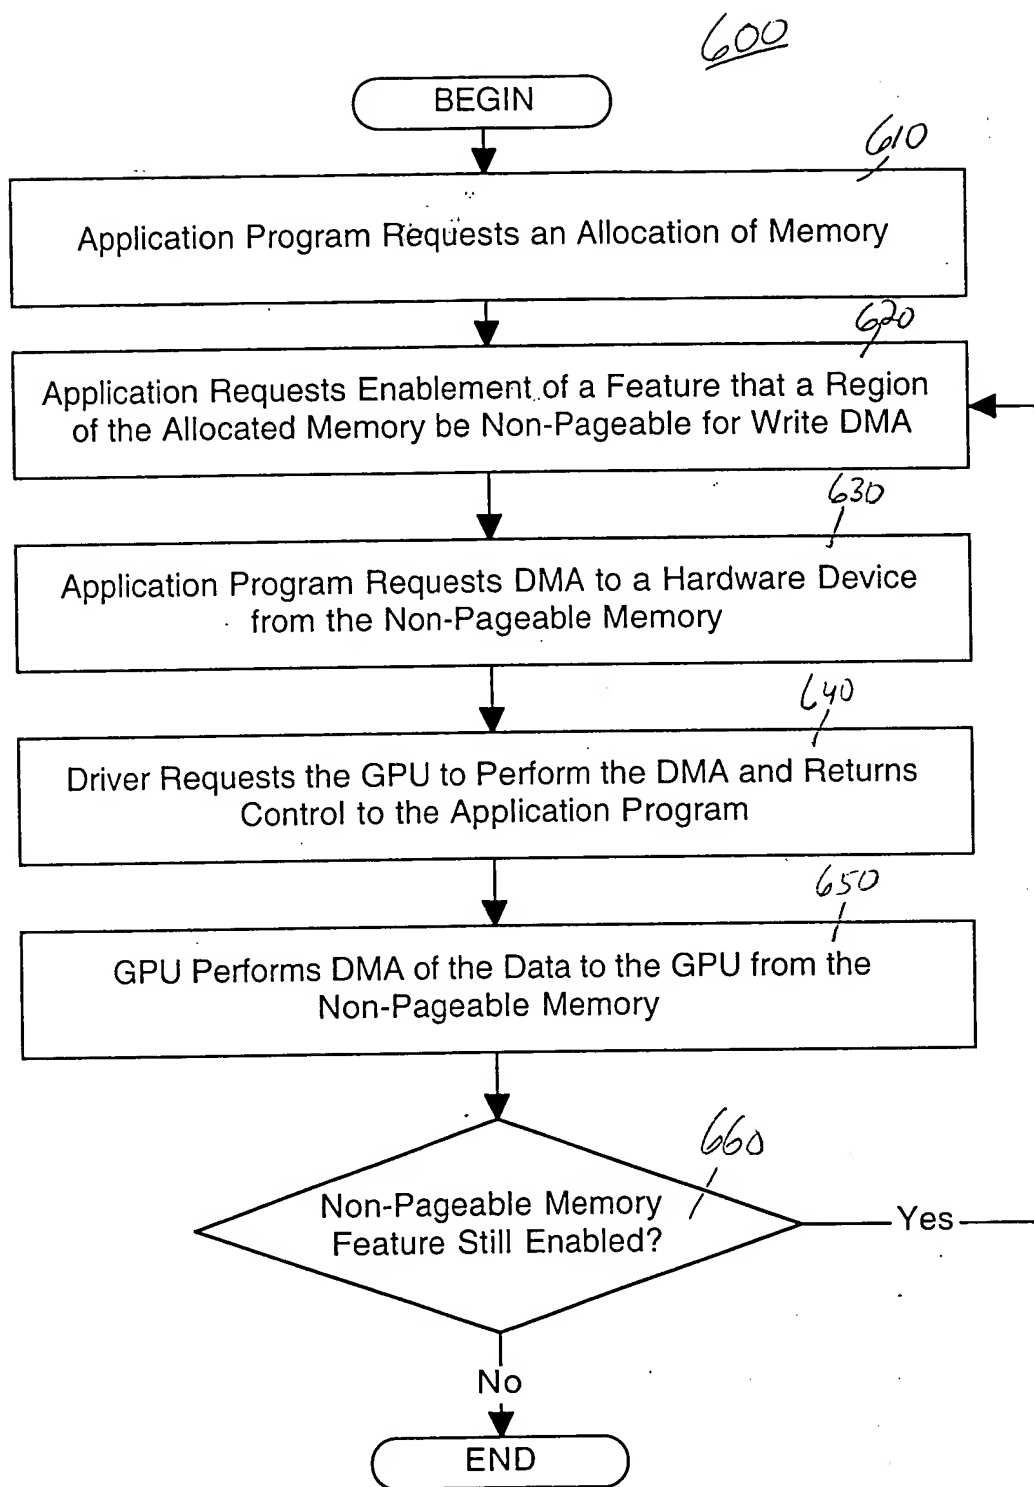 600
BEGIN
610
Application Program Requests an Allocation of Memory
620
Application Requests Enablement of a Feature that a Region
of the Allocated Memory be Non-Pageable for Write DMA
630
Application Program Requests DMA to a Hardware Device
from the Non-Pageable Memory
640
Driver Requests the GPU to Perform the DMA and Returns
Control to the Application Program
650
GPU Performs DMA of the Data to the GPU from the
Non-Pageable Memory
660
Non-Pageable Memory
Feature Still Enabled?
Yes
No
END